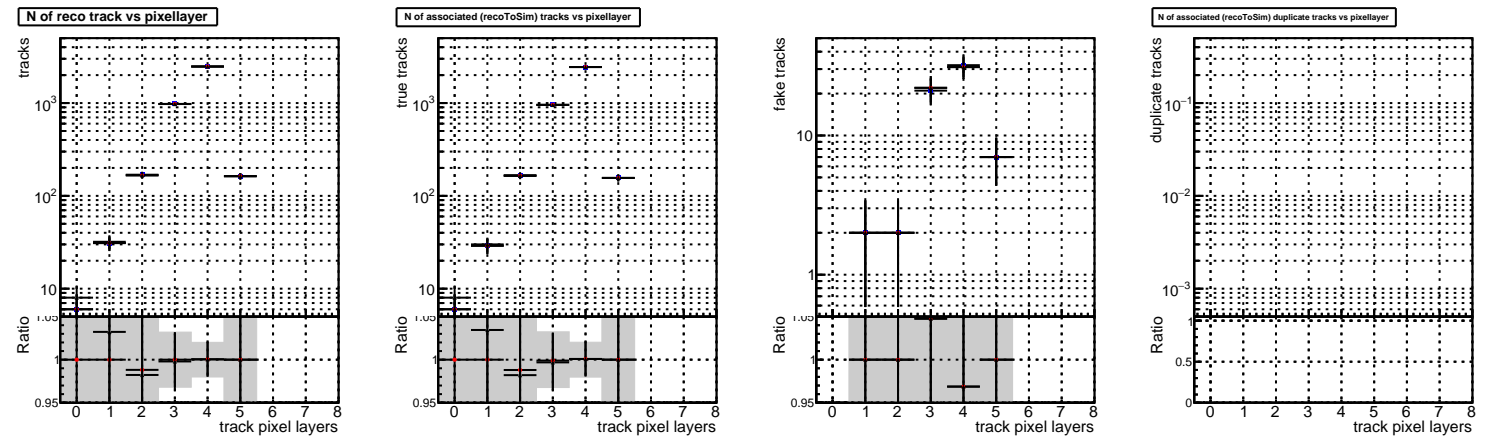 N of reco track vs pixellayer
tracks
10³
10²
10
1.05
1
0.95
Ratio
0 1 2 3 4 5 6 7 8
track pixel layers
N of associated (recoToSim) tracks vs pixellayer
true tracks
10³
10²
10
1.05
1
0.95
Ratio
0 1 2 3 4 5 6 7 8
track pixel layers
fake tracks
10
1
1.05
1
0.95
Ratio
0 1 2 3 4 5 6 7 8
track pixel layers
N of associated (recoToSim) duplicate tracks vs pixellayer
duplicate tracks
10⁻¹
10⁻²
10⁻³
1
0.5
0
Ratio
0 1 2 3 4 5 6 7 8
track pixel layers